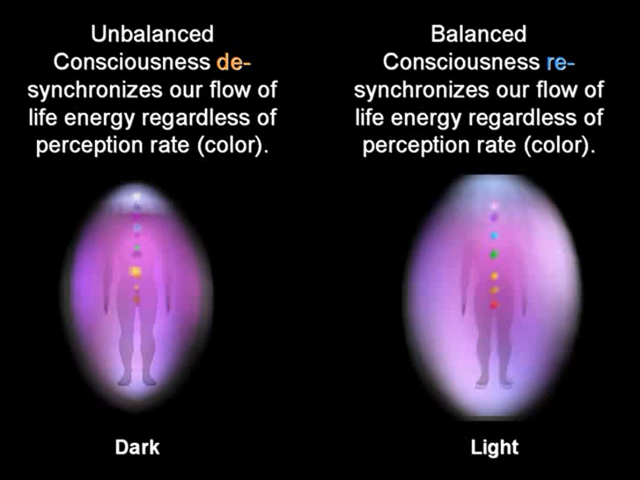 Unbalanced
Consciousness de-
synchronizes our flow of
life energy regardless of
perception rate (color).
Balanced
Consciousness re-
synchronizes our flow of
life energy regardless of
perception rate (color).
Dark
Light